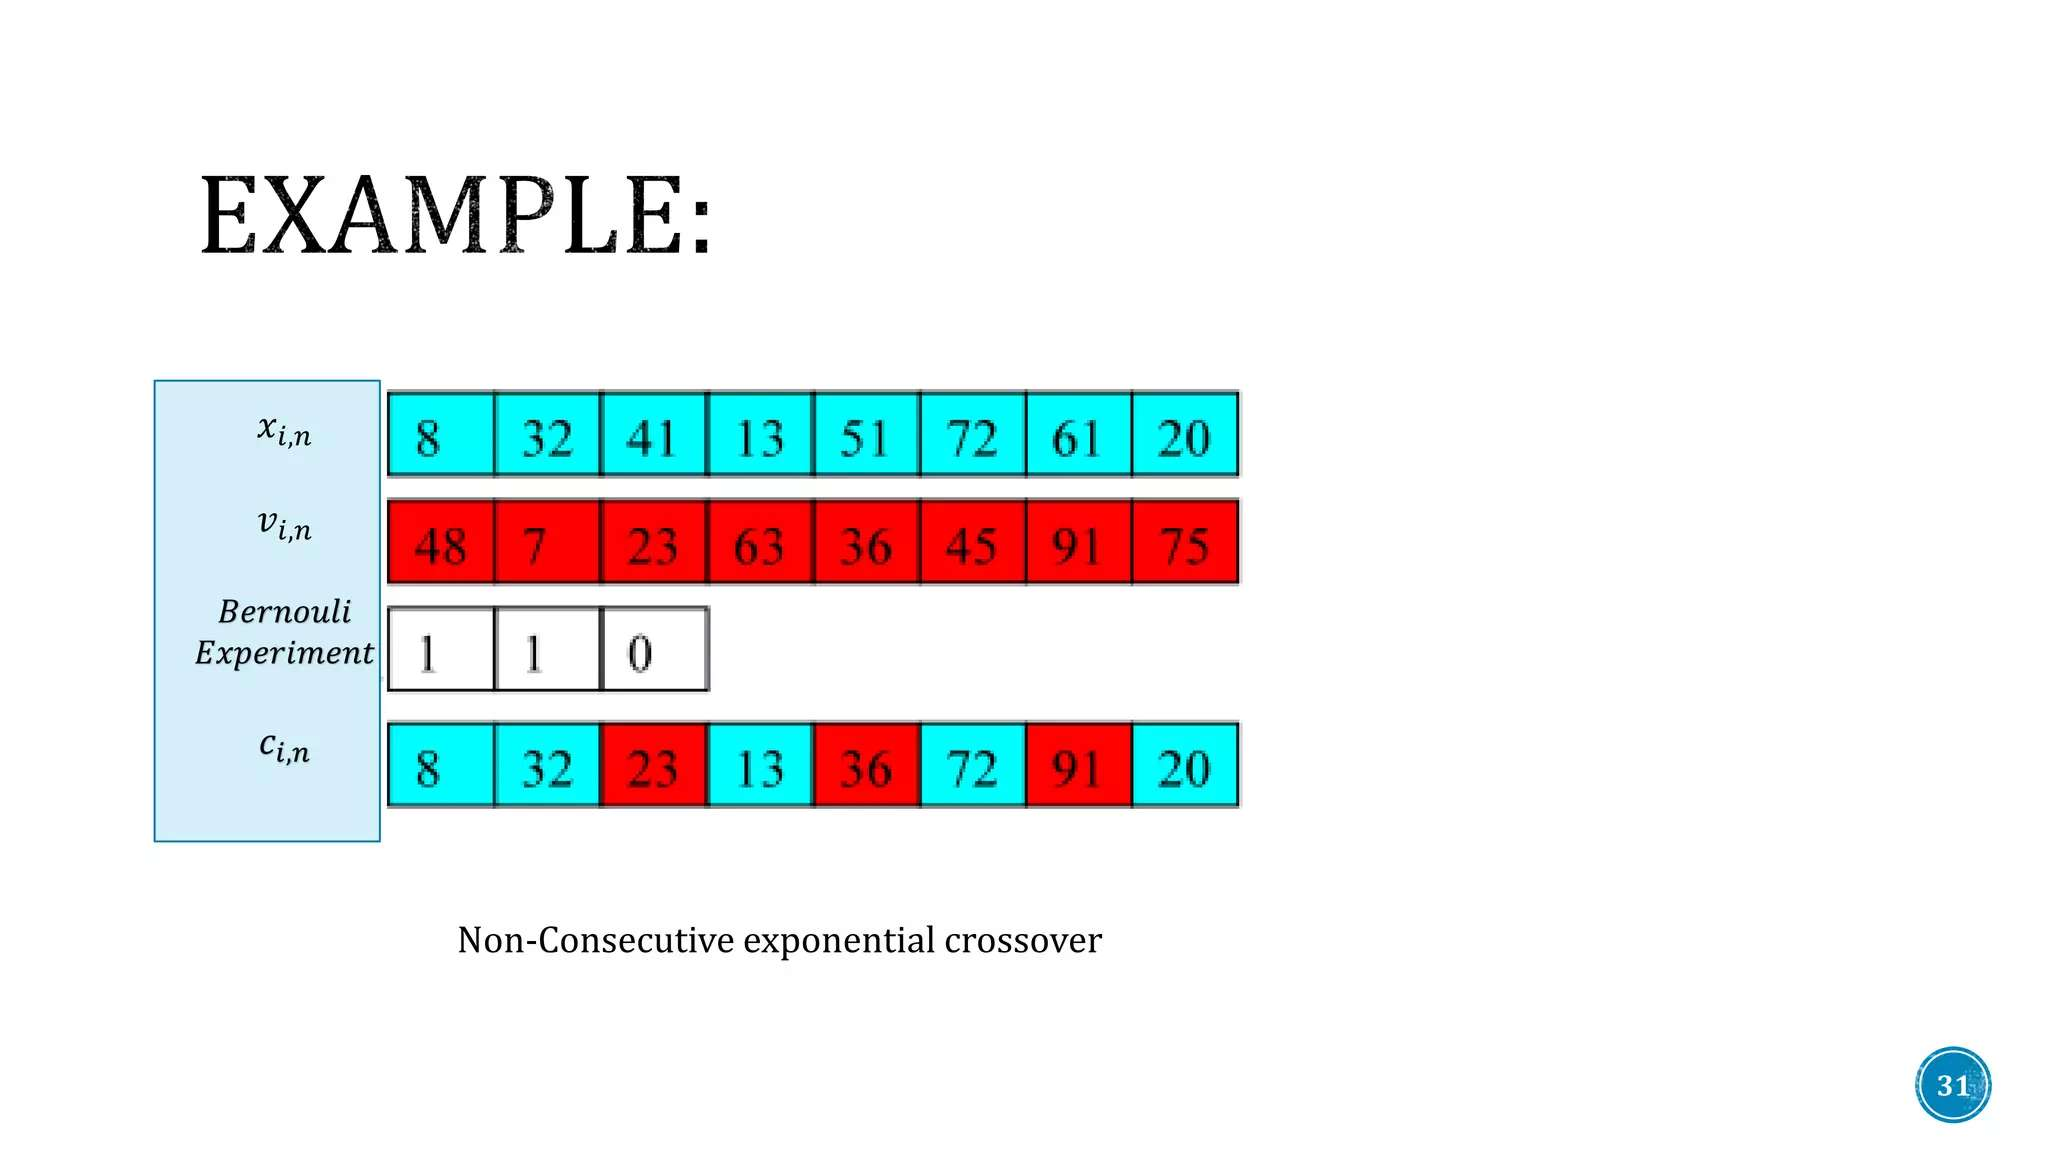 EXAMPLE:
x_{i,n} 8 32 41 13 51 72 61 20
v_{i,n} 48 7 23 63 36 45 91 75
Bernouli
Experiment 1 1 0
c_{i,n} 8 32 23 13 36 72 91 20
Non-Consecutive exponential crossover
31